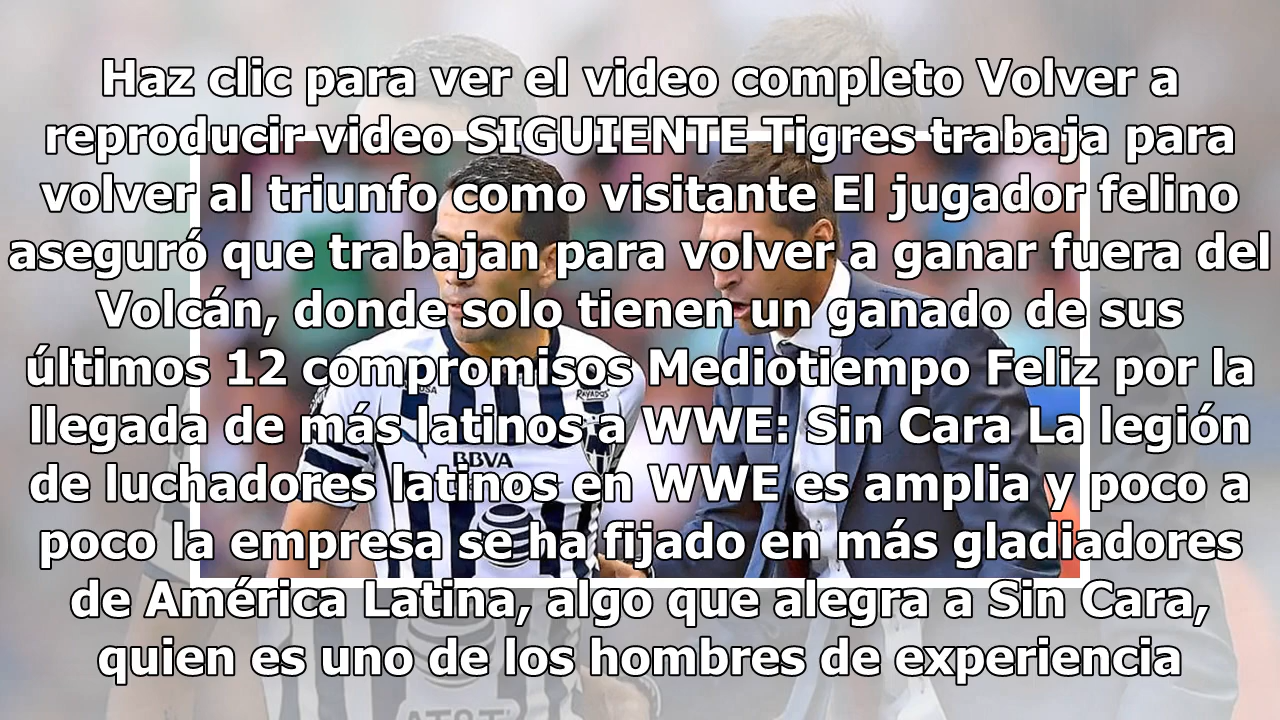 Haz clic para ver el video completo Volver a
reproducir video SIGUIENTE Tigres trabaja para
volver al triunfo como visitante El jugador felino
aseguró que trabajan para volver a ganar fuera del
Volcán, donde solo tienen un ganado de sus
últimos 12 compromisos Mediotiempo Feliz por la
llegada de más latinos a WWE: Sin Cara La legión
de luchadores latinos en WWE es amplia y poco a
poco la empresa se ha fijado en más gladiadores
de América Latina, algo que alegra a Sin Cara,
quien es uno de los hombres de experiencia
RAYADOS
BBVA
AT&T